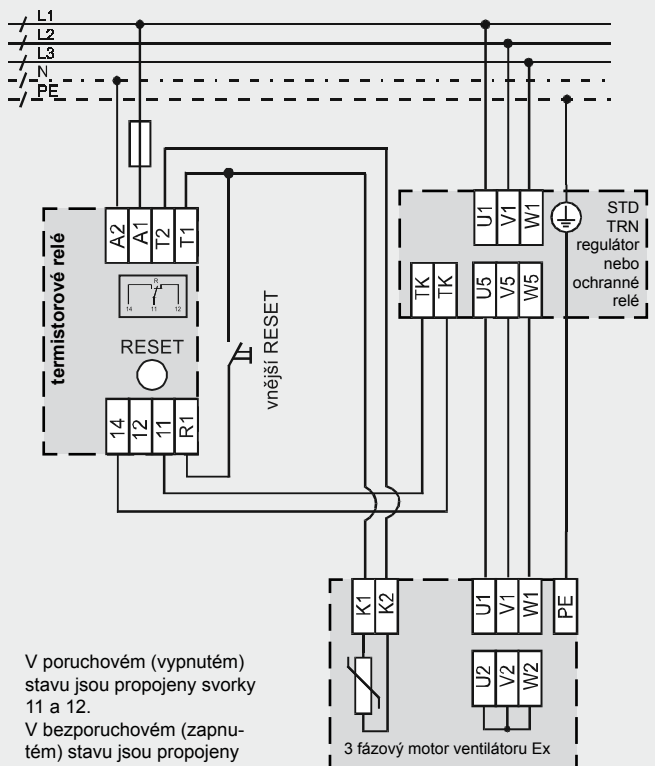 L1
L2
L3
N
PE
A2 A1 T2 T1
U1 V1 W1
STD
TRN
regulátor
nebo
ochranné
relé
TK TK
U5 V5 W5
termistorové relé
R
14 11 12
RESET
vnější RESET
14 12 11 R1
K1 K2
U1 V1 W1
PE
U2 V2 W2
3 fázový motor ventilátoru Ex
V poruchovém (vypnutém)
stavu jsou propojeny svorky
11 a 12.
V bezporuchovém (zapnu-
tém) stavu jsou propojeny